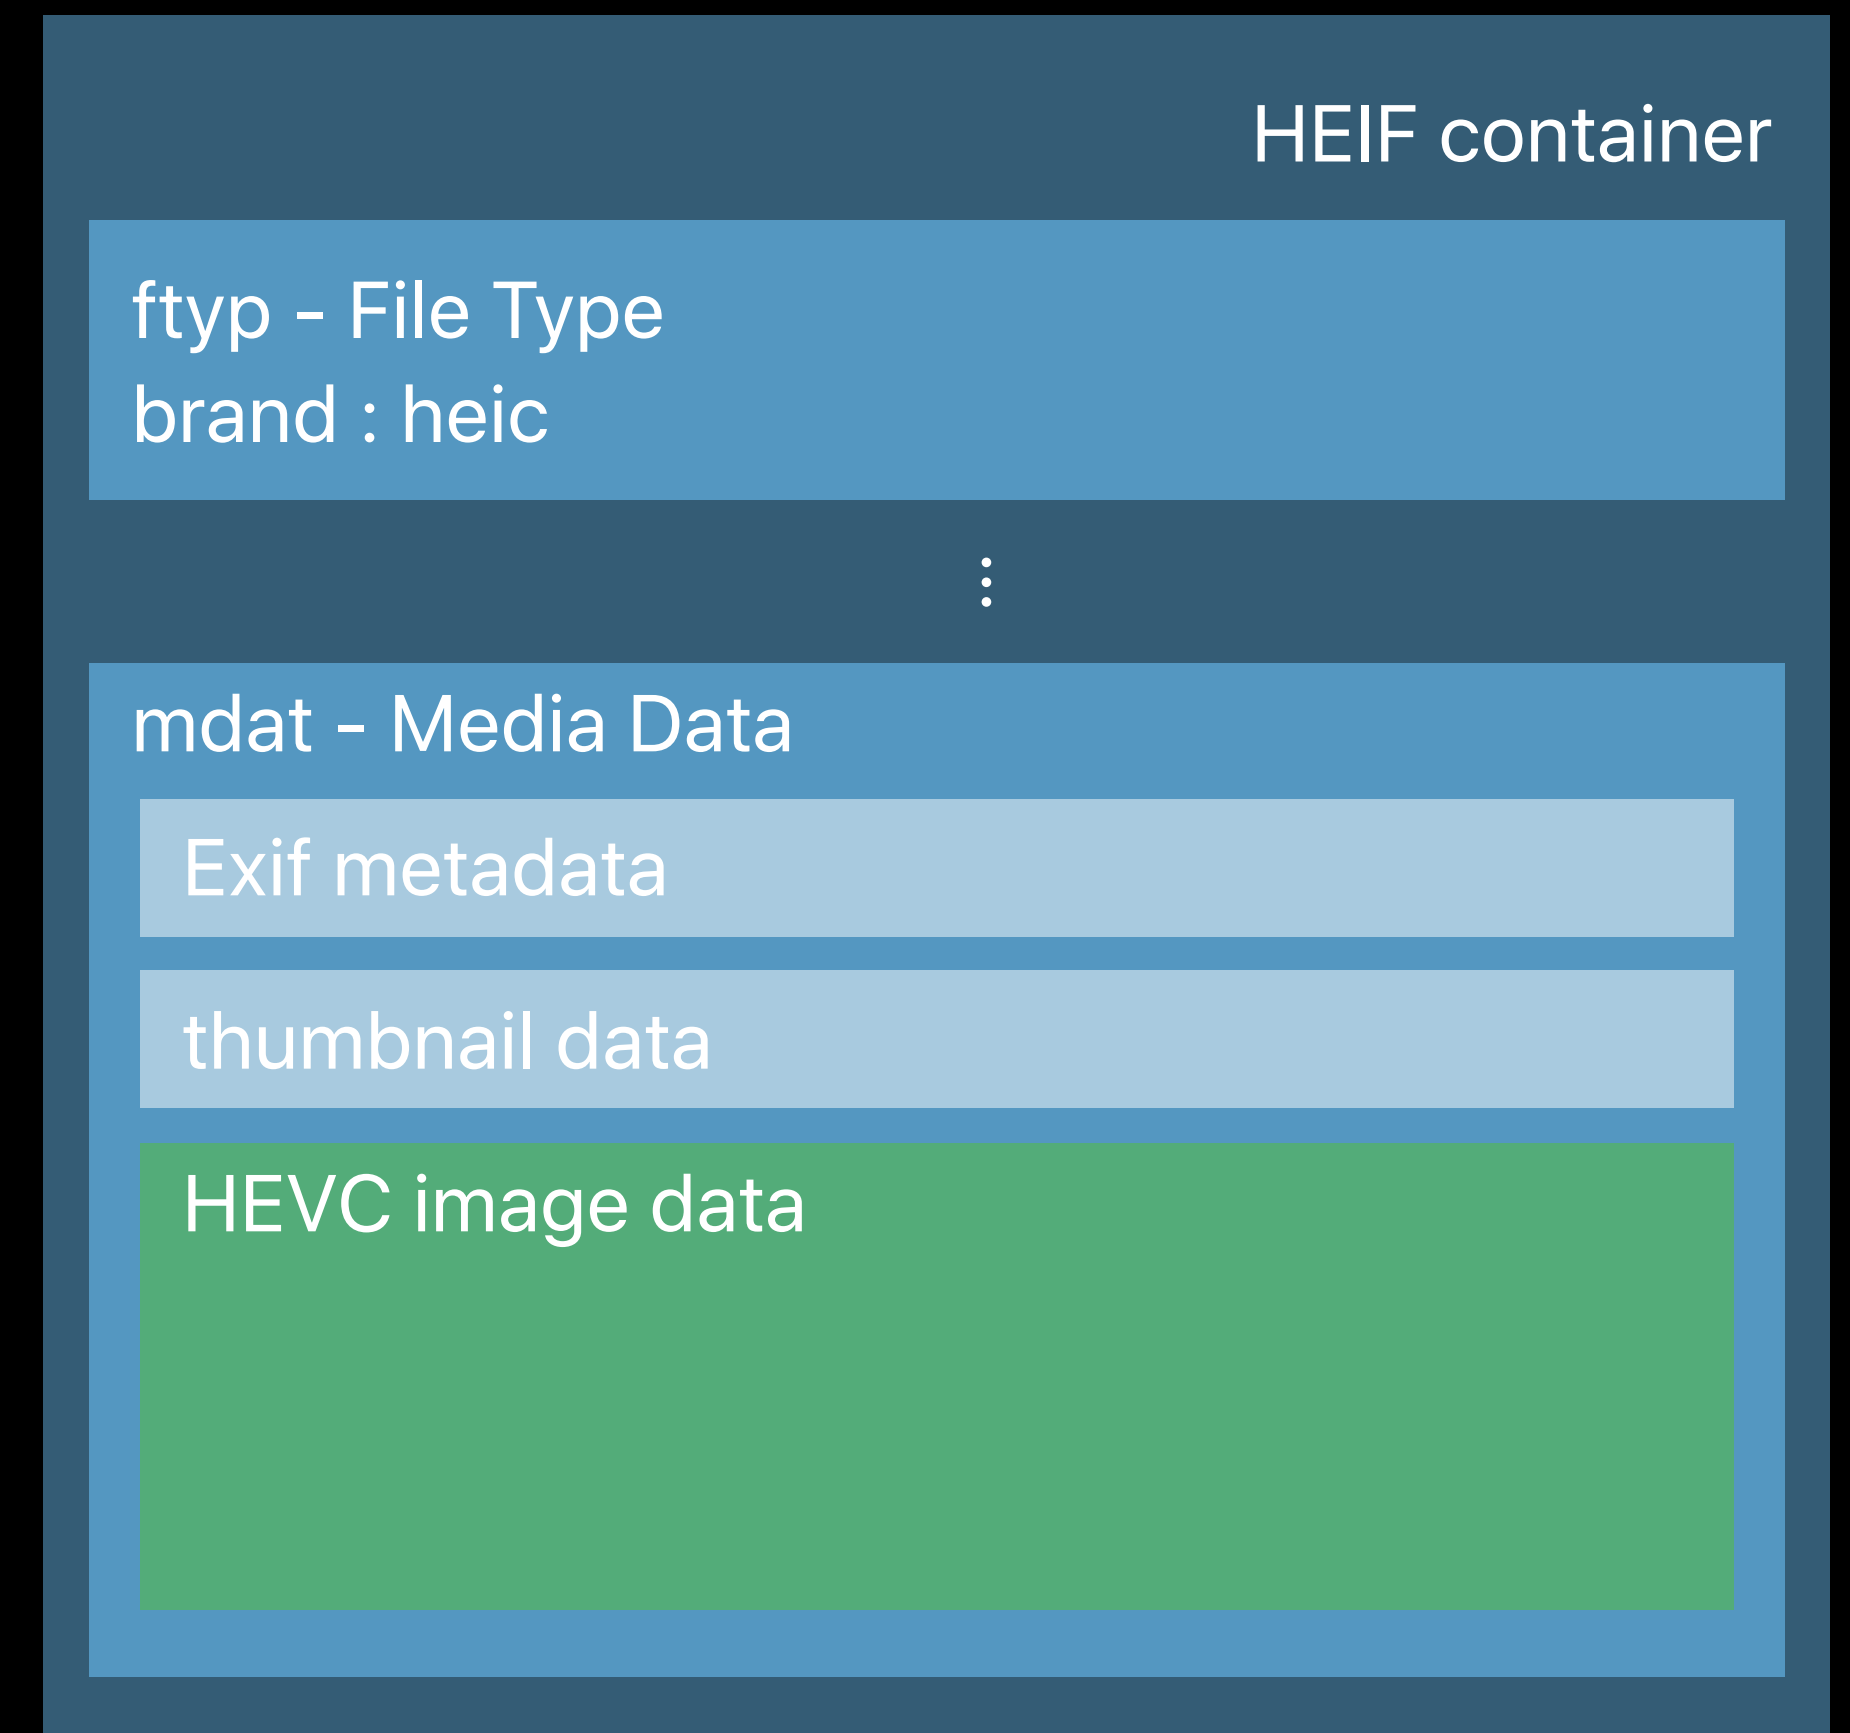 HEIF container
ftyp - File Type
brand : heic
⋮
mdat - Media Data
Exif metadata
thumbnail data
HEVC image data